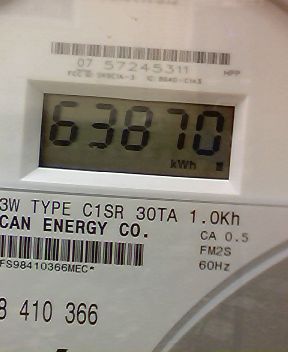 07 57245311
HPP
63870
kWh
3W TYPE C1SR 30TA 1.0Kh
CAN ENERGY CO.
CA 0.5
FM2S
FS98410366MEC*
60Hz
8 410 366